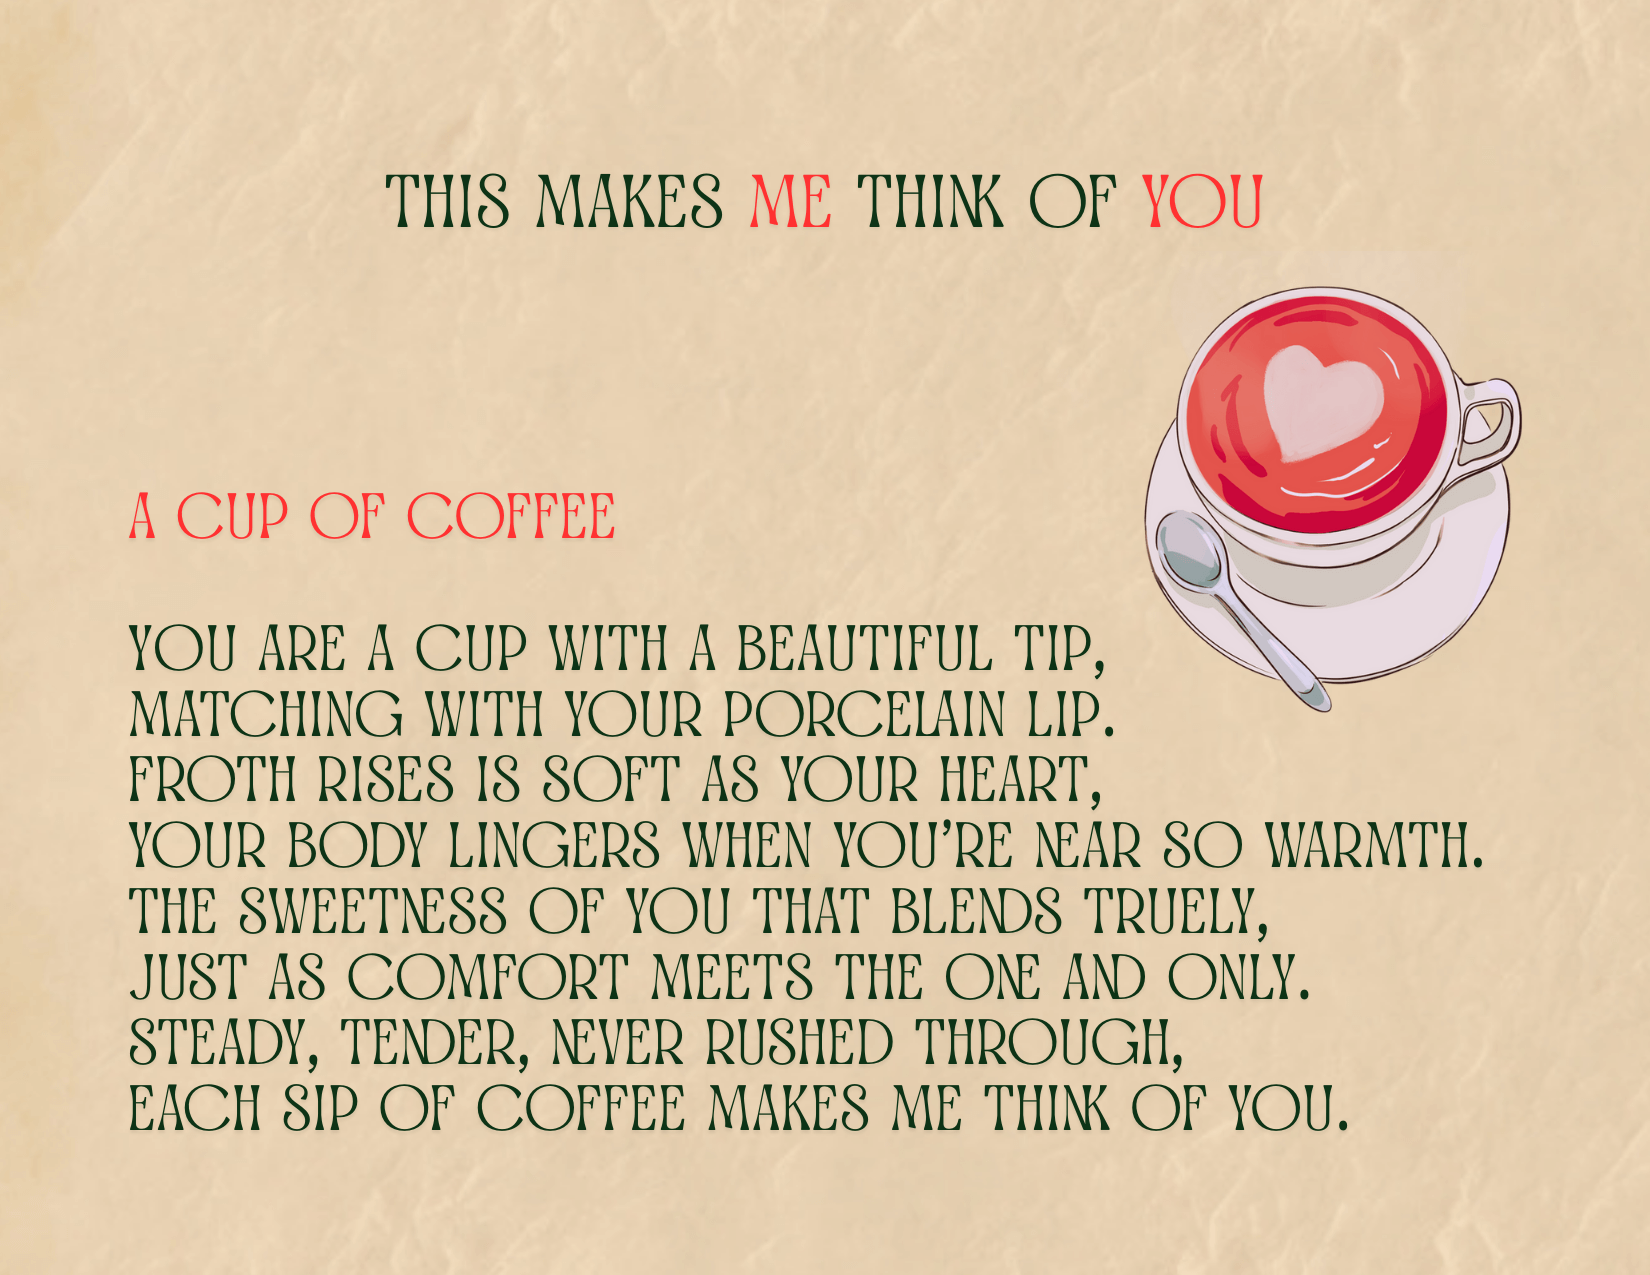 THIS MAKES ME THINK OF YOU
A CUP OF COFFEE
YOU ARE A CUP WITH A BEAUTIFUL TIP,
MATCHING WITH YOUR PORCELAIN LIP.
FROTH RISES IS SOFT AS YOUR HEART,
YOUR BODY LINGERS WHEN YOU'RE NEAR SO WARMTH.
THE SWEETNESS OF YOU THAT BLENDS TRUELY,
JUST AS COMFORT MEETS THE ONE AND ONLY.
STEADY, TENDER, NEVER RUSHED THROUGH,
EACH SIP OF COFFEE MAKES ME THINK OF YOU.